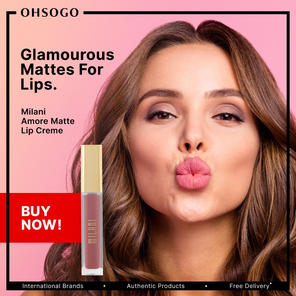 OHSOGO
Glamourous
Mattes For
Lips.
Milani
Amore Matte
Lip Creme
BUY
NOW!
MILANI
International Brands • Authentic Products • Free Delivery*